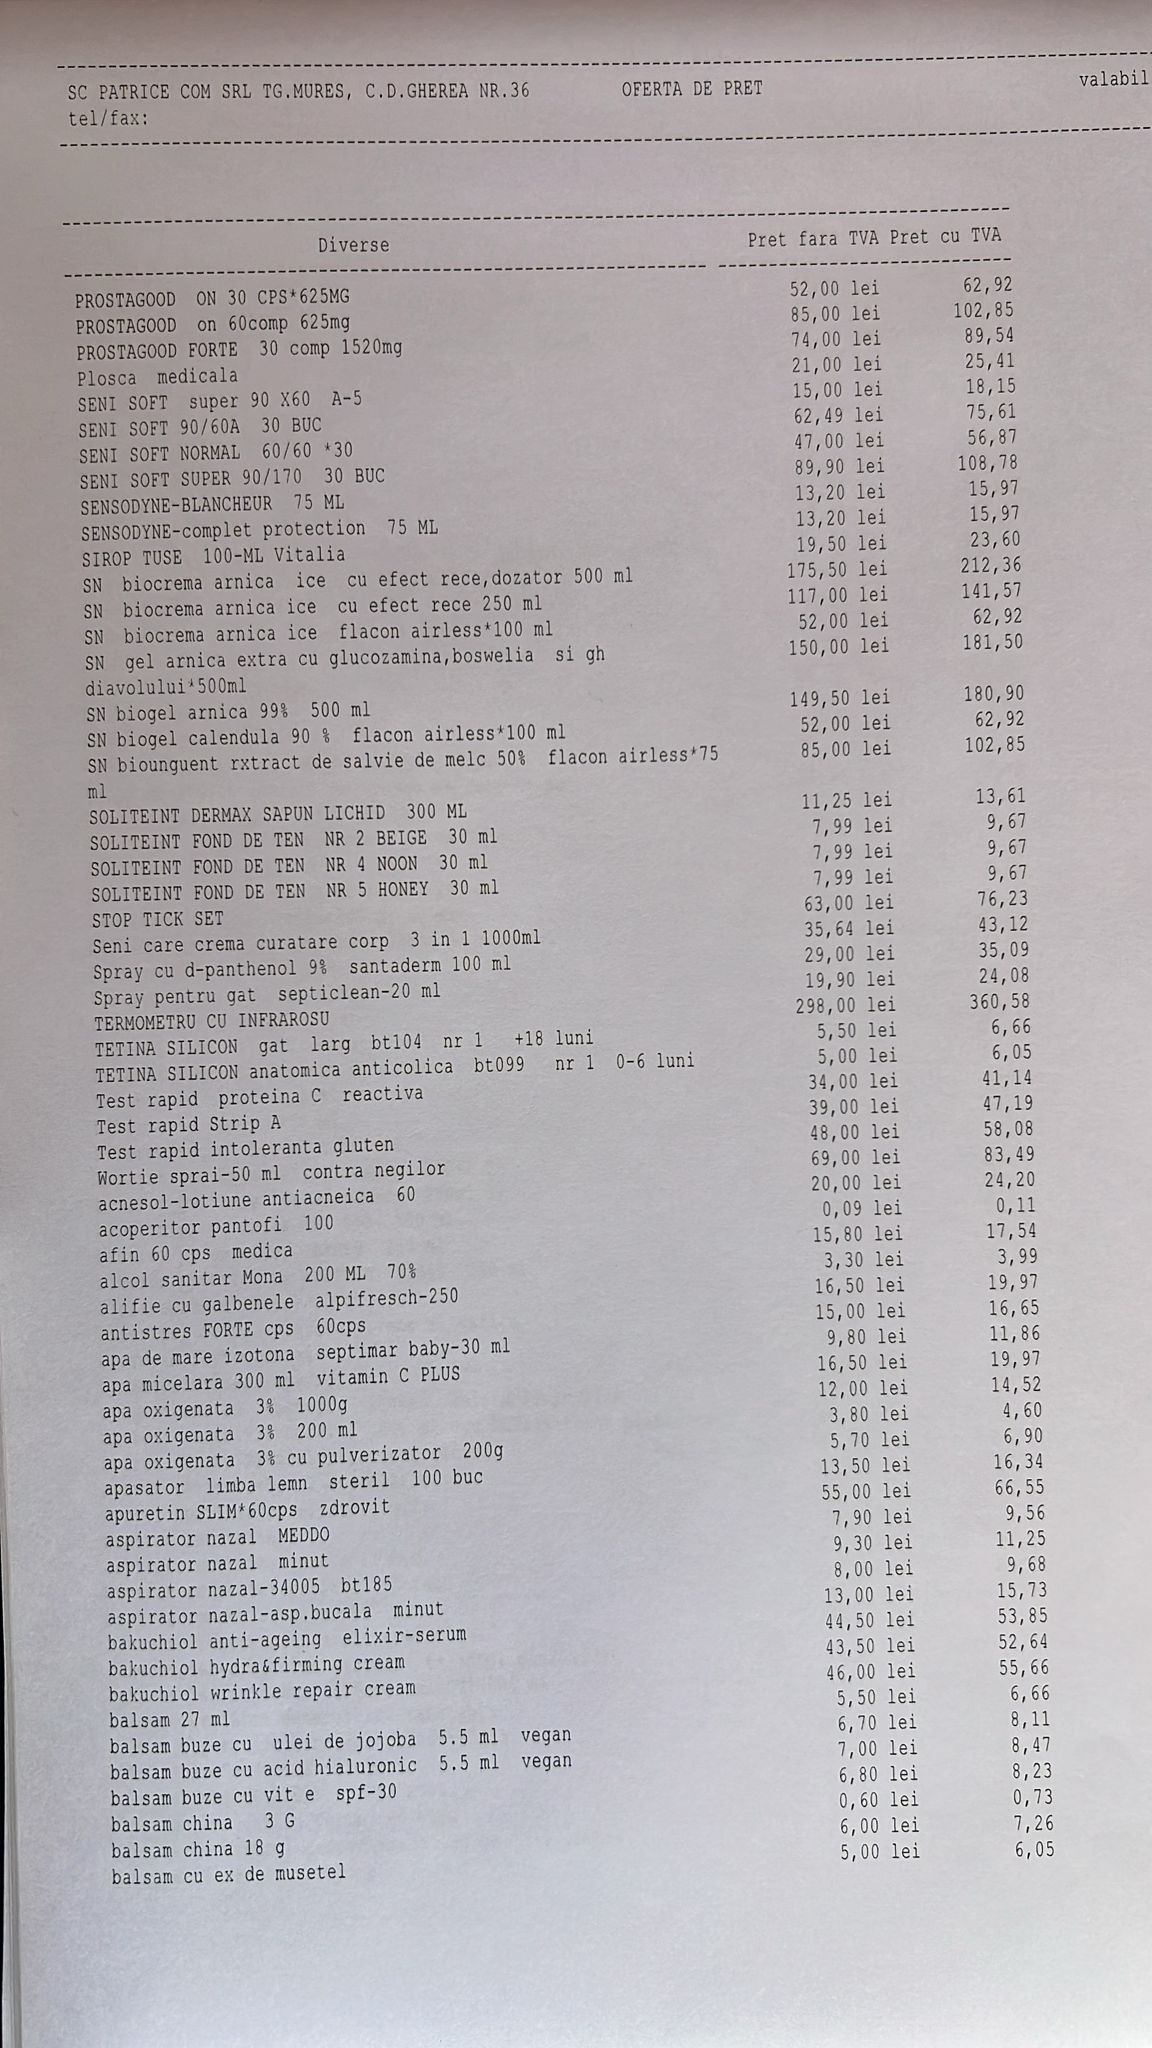 SC PATRICE COM SRL TG.MURES, C.D.GHEREA NR.36 OFERTA DE PRET valabil
tel/fax:
Diverse Pret fara TVA Pret cu TVA
PROSTAGOOD ON 30 CPS*625MG 52,00 lei 62,92
PROSTAGOOD on 60comp 625mg 85,00 lei 102,85
PROSTAGOOD FORTE 30 comp 1520mg 74,00 lei 89,54
Plosca medicala 21,00 lei 25,41
SENI SOFT super 90 X60 A-5 15,00 lei 18,15
SENI SOFT 90/60A 30 BUC 62,49 lei 75,61
SENI SOFT NORMAL 60/60 *30 47,00 lei 56,87
SENI SOFT SUPER 90/170 30 BUC 89,90 lei 108,78
SENSODYNE-BLANCHEUR 75 ML 13,20 lei 15,97
SENSODYNE-complet protection 75 ML 13,20 lei 15,97
SIROP TUSE 100-ML Vitalia 19,50 lei 23,60
SN biocrema arnica ice cu efect rece,dozator 500 ml 175,50 lei 212,36
SN biocrema arnica ice cu efect rece 250 ml 117,00 lei 141,57
SN biocrema arnica ice flacon airless*100 ml 52,00 lei 62,92
SN gel arnica extra cu glucozamina,boswelia si gh 150,00 lei 181,50
diavolului*500ml
SN biogel arnica 99% 500 ml 149,50 lei 180,90
SN biogel calendula 90 % flacon airless*100 ml 52,00 lei 62,92
SN biounguent rxtract de salvie de melc 50% flacon airless*75 85,00 lei 102,85
ml
SOLITEINT DERMAX SAPUN LICHID 300 ML 11,25 lei 13,61
SOLITEINT FOND DE TEN NR 2 BEIGE 30 ml 7,99 lei 9,67
SOLITEINT FOND DE TEN NR 4 NOON 30 ml 7,99 lei 9,67
SOLITEINT FOND DE TEN NR 5 HONEY 30 ml 7,99 lei 9,67
STOP TICK SET 63,00 lei 76,23
Seni care crema curatare corp 3 in 1 1000ml 35,64 lei 43,12
Spray cu d-panthenol 9% santaderm 100 ml 29,00 lei 35,09
Spray pentru gat septiclean-20 ml 19,90 lei 24,08
TERMOMETRU CU INFRAROSU 298,00 lei 360,58
TETINA SILICON gat larg bt104 nr 1 +18 luni 5,50 lei 6,66
TETINA SILICON anatomica anticolica bt099 nr 1 0-6 luni 5,00 lei 6,05
Test rapid proteina C reactiva 34,00 lei 41,14
Test rapid Strip A 39,00 lei 47,19
Test rapid intoleranta gluten 48,00 lei 58,08
Wortie sprai-50 ml contra negilor 69,00 lei 83,49
acnesol-lotiune antiacneica 60 20,00 lei 24,20
acoperitor pantofi 100 0,09 lei 0,11
afin 60 cps medica 15,80 lei 17,54
alcol sanitar Mona 200 ML 70% 3,30 lei 3,99
alifie cu galbenele alpifresch-250 16,50 lei 19,97
antistres FORTE cps 60cps 15,00 lei 16,65
apa de mare izotona septimar baby-30 ml 9,80 lei 11,86
apa micelara 300 ml vitamin C PLUS 16,50 lei 19,97
apa oxigenata 3% 1000g 12,00 lei 14,52
apa oxigenata 3% 200 ml 3,80 lei 4,60
apa oxigenata 3% cu pulverizator 200g 5,70 lei 6,90
apasator limba lemn steril 100 buc 13,50 lei 16,34
apuretin SLIM*60cps zdrovit 55,00 lei 66,55
aspirator nazal MEDDO 7,90 lei 9,56
aspirator nazal minut 9,30 lei 11,25
aspirator nazal-34005 bt185 8,00 lei 9,68
aspirator nazal-asp.bucala minut 13,00 lei 15,73
bakuchiol anti-ageing elixir-serum 44,50 lei 53,85
bakuchiol hydra&firming cream 43,50 lei 52,64
bakuchiol wrinkle repair cream 46,00 lei 55,66
balsam 27 ml 5,50 lei 6,66
balsam buze cu ulei de jojoba 5.5 ml vegan 6,70 lei 8,11
balsam buze cu acid hialuronic 5.5 ml vegan 7,00 lei 8,47
balsam buze cu vit e spf-30 6,80 lei 8,23
balsam china 3 G 0,60 lei 0,73
balsam china 18 g 6,00 lei 7,26
balsam cu ex de musetel 5,00 lei 6,05